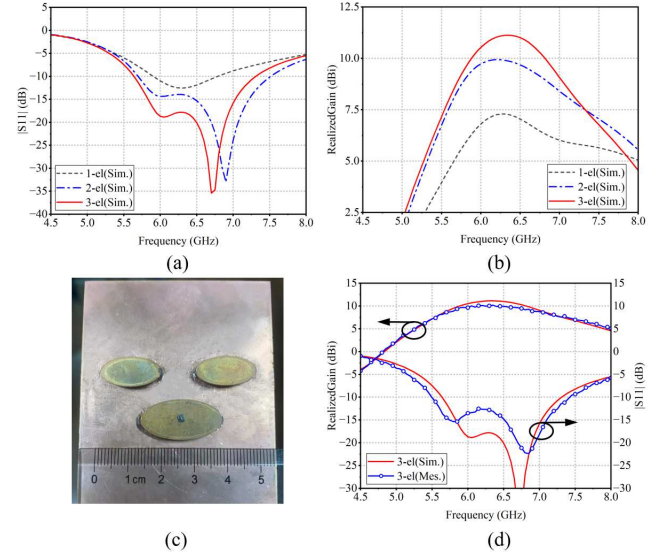 5
0
−5
−10
−15
−20
−25
−30
−35
−40
|S11| (dB)
1-el(Sim.)
2-el(Sim.)
3-el(Sim.)
4.5 5.0 5.5 6.0 6.5 7.0 7.5 8.0
Frequency (GHz)
(a)
12.5
10.0
7.5
5.0
2.5
RealizedGain (dBi)
1-el(Sim.)
2-el(Sim.)
3-el(Sim.)
4.5 5.0 5.5 6.0 6.5 7.0 7.5 8.0
Frequency (GHz)
(b)
0 1cm 2 3 4 5
(c)
15
10
5
0
−5
−10
−15
−20
−25
−30
RealizedGain (dBi)
15
10
5
0
−5
−10
−15
−20
−25
−30
|S11| (dB)
3-el(Sim.)
3-el(Mes.)
4.5 5.0 5.5 6.0 6.5 7.0 7.5 8.0
Frequency (GHz)
(d)